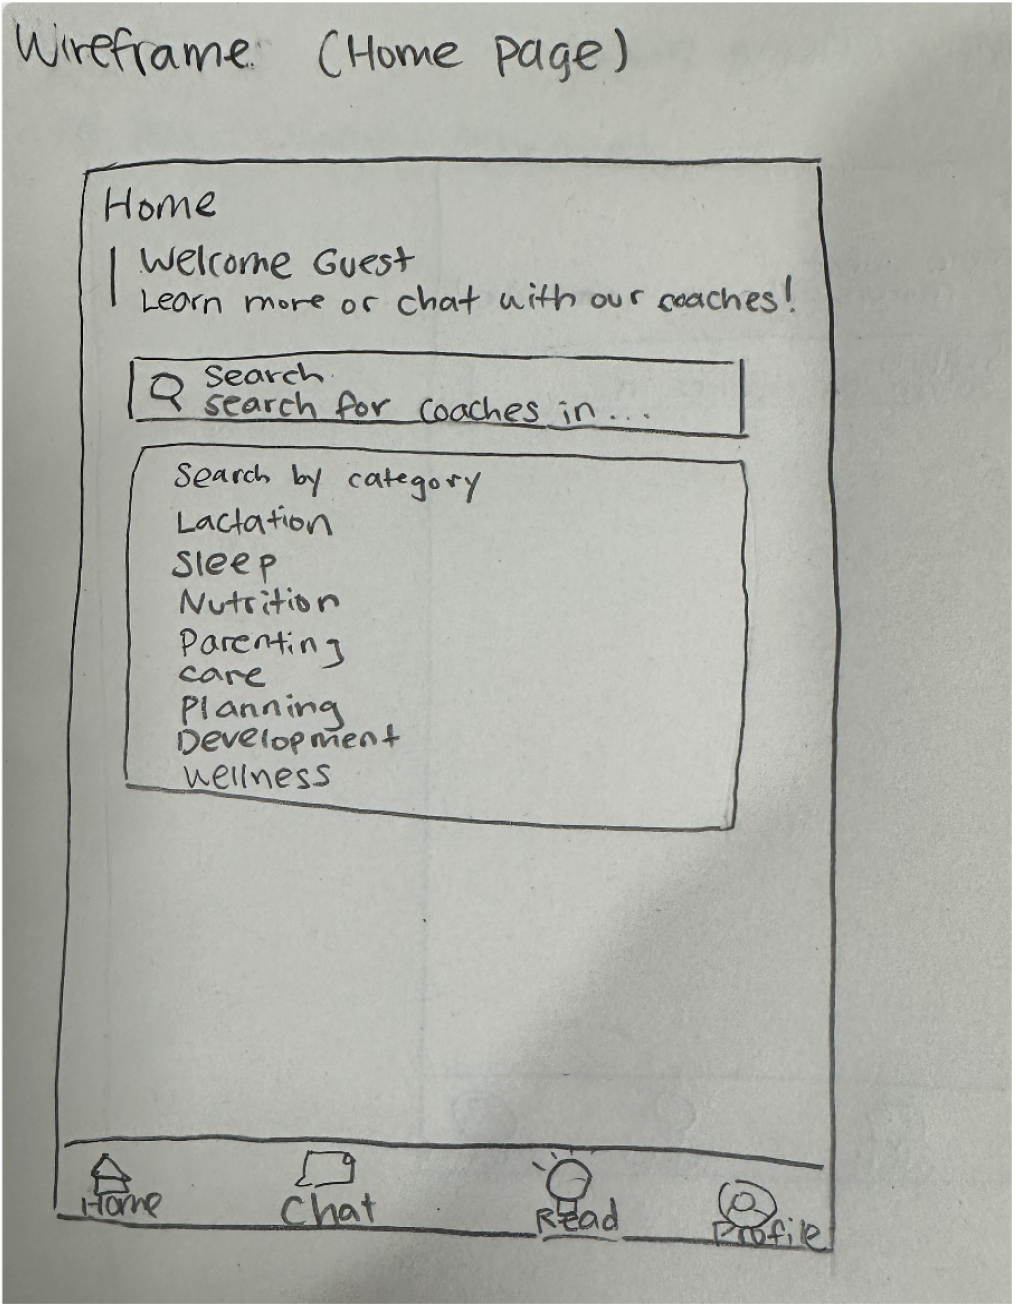 Wireframe: (Home page)
Home
Welcome Guest
Learn more or chat with our coaches!
Search
search for coaches in...
Search by category
Lactation
Sleep
Nutrition
Parenting
care
Planning
Development
wellness
Home Chat Read Profile